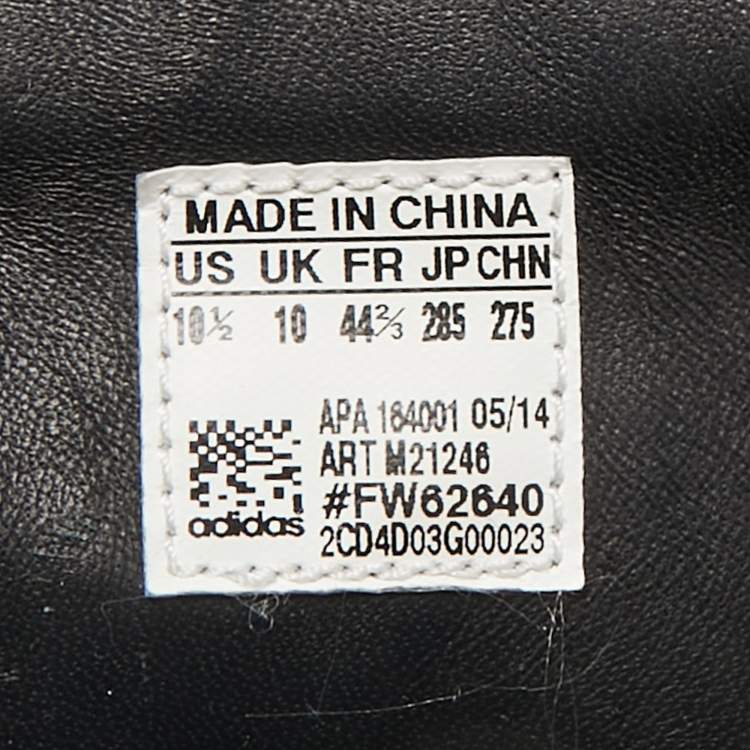 MADE IN CHINA
US UK FR JP CHN
10½ 10 44⅔ 285 275
APA 184001 05/14
ART M21246
#FW62640
adidas 2CD4D03G00023